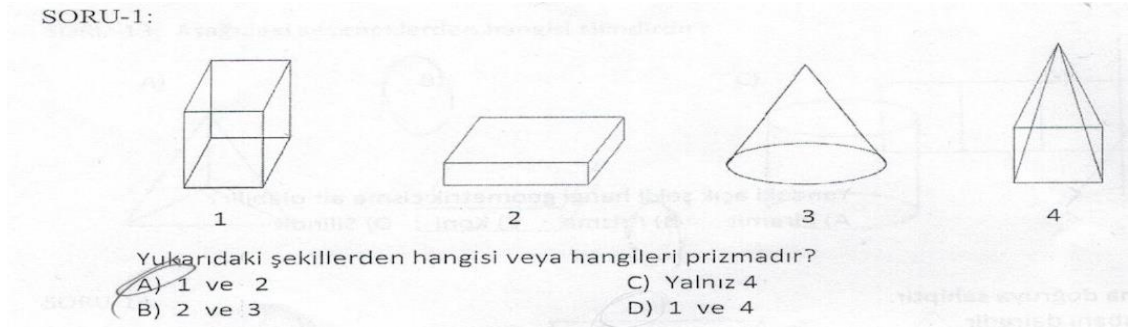 SORU-1:
1 2 3 4
Yukarıdaki şekillerden hangisi veya hangileri prizmadır?
A) 1 ve 2 C) Yalnız 4
B) 2 ve 3 D) 1 ve 4